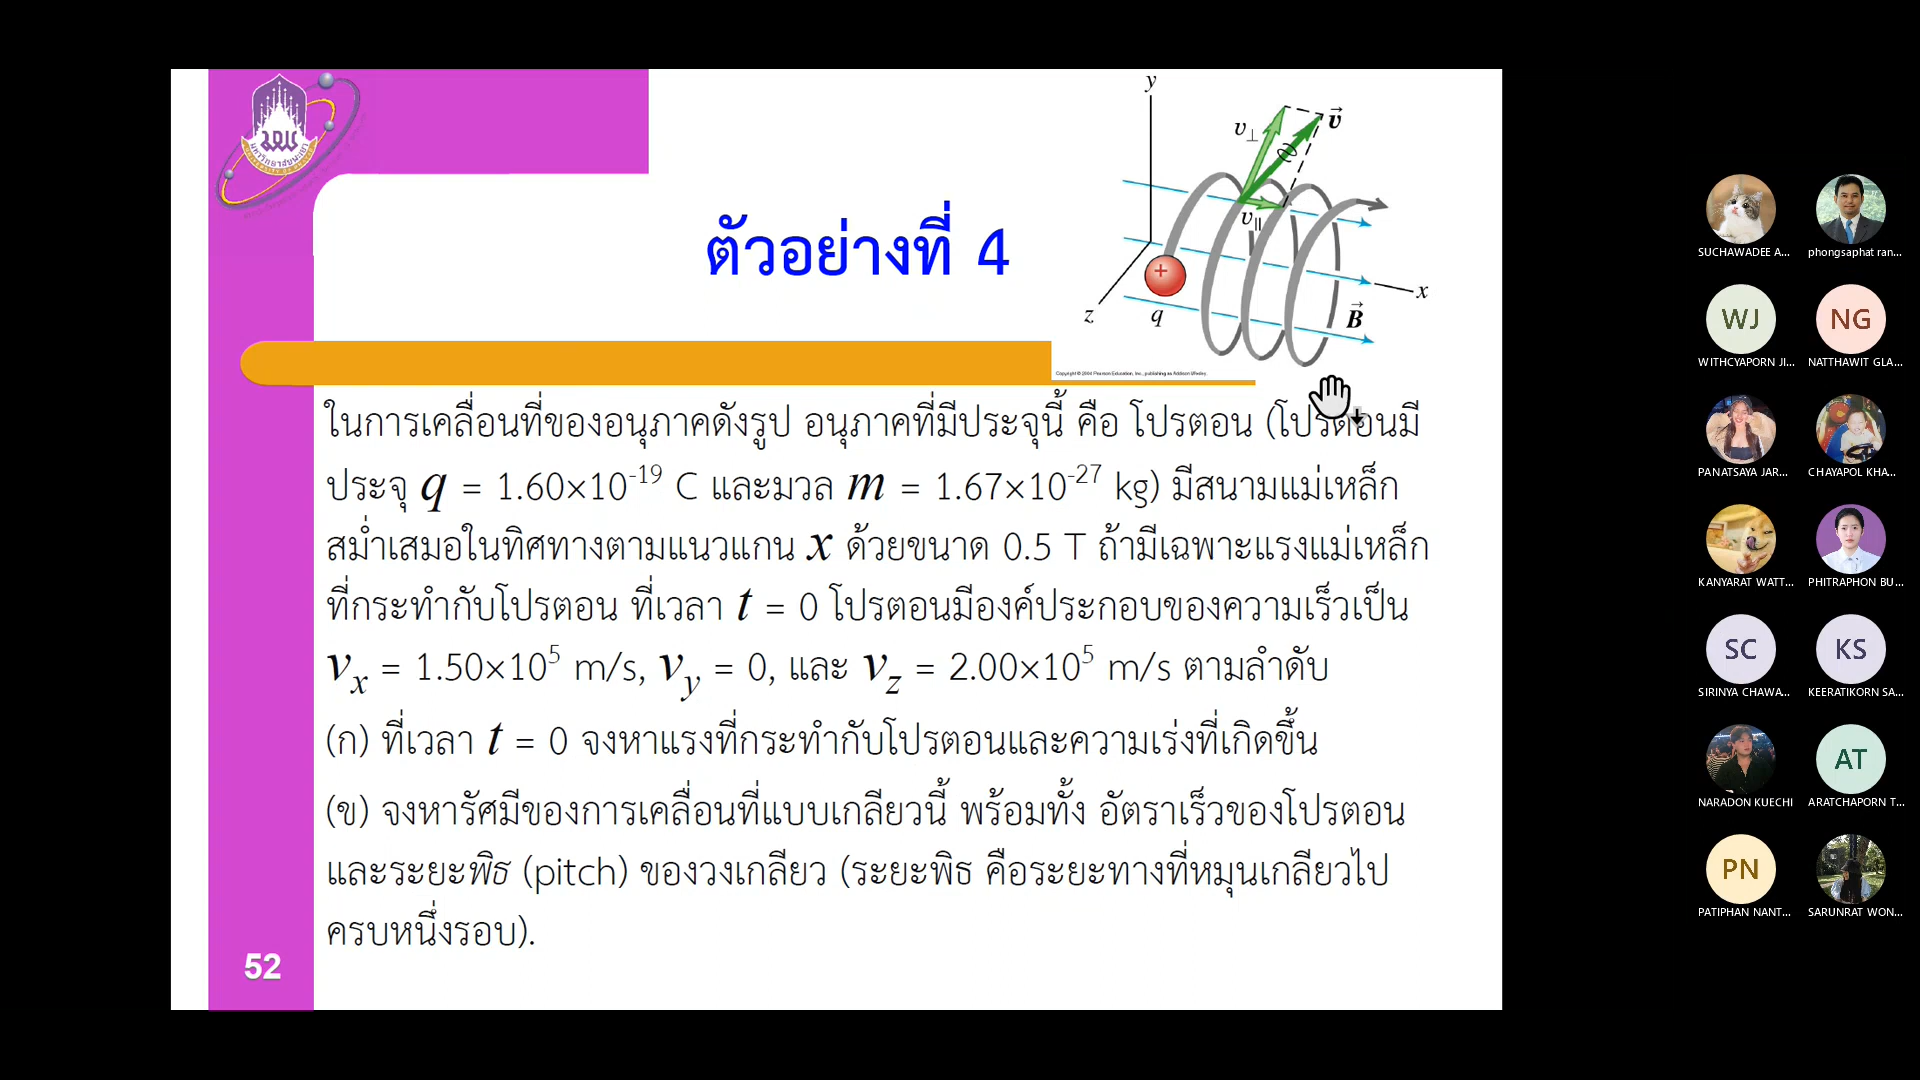 y
v⊥
v⃗
v||
x
z
q
B⃗
Copyright © 2004 Pearson Education, Inc., publishing as Addison Wesley.
ตัวอย่างที่ 4
ในการเคลื่อนที่ของอนุภาคดังรูป อนุภาคที่มีประจุนี้ คือ โปรตอน (โปรตอนมี
ประจุ q = 1.60×10⁻¹⁹ C และมวล m = 1.67×10⁻²⁷ kg) มีสนามแม่เหล็ก
สม่ำเสมอในทิศทางตามแนวแกน x ด้วยขนาด 0.5 T ถ้ามีเฉพาะแรงแม่เหล็ก
ที่กระทำกับโปรตอน ที่เวลา t = 0 โปรตอนมีองค์ประกอบของความเร็วเป็น
vₓ = 1.50×10⁵ m/s, v_y = 0, และ v_z = 2.00×10⁵ m/s ตามลำดับ
(ก) ที่เวลา t = 0 จงหาแรงที่กระทำกับโปรตอนและความเร่งที่เกิดขึ้น
(ข) จงหารัศมีของการเคลื่อนที่แบบเกลียวนี้ พร้อมทั้ง อัตราเร็วของโปรตอน
และระยะพิธ (pitch) ของวงเกลียว (ระยะพิธ คือระยะทางที่หมุนเกลียวไป
ครบหนึ่งรอบ).
52
SUCHAWADEE A...
phongsaphat ran...
WJ
NG
WITHCYAPORN JI...
NATTHAWIT GLA...
PANATSAYA JAR...
CHAYAPOL KHA...
KANYARAT WATT...
PHITRAPHON BU...
SC
KS
SIRINYA CHAWA...
KEERATIKORN SA...
AT
NARADON KUECHI
ARATCHAPORN T...
PN
PATIPHAN NANT...
SARUNRAT WON...